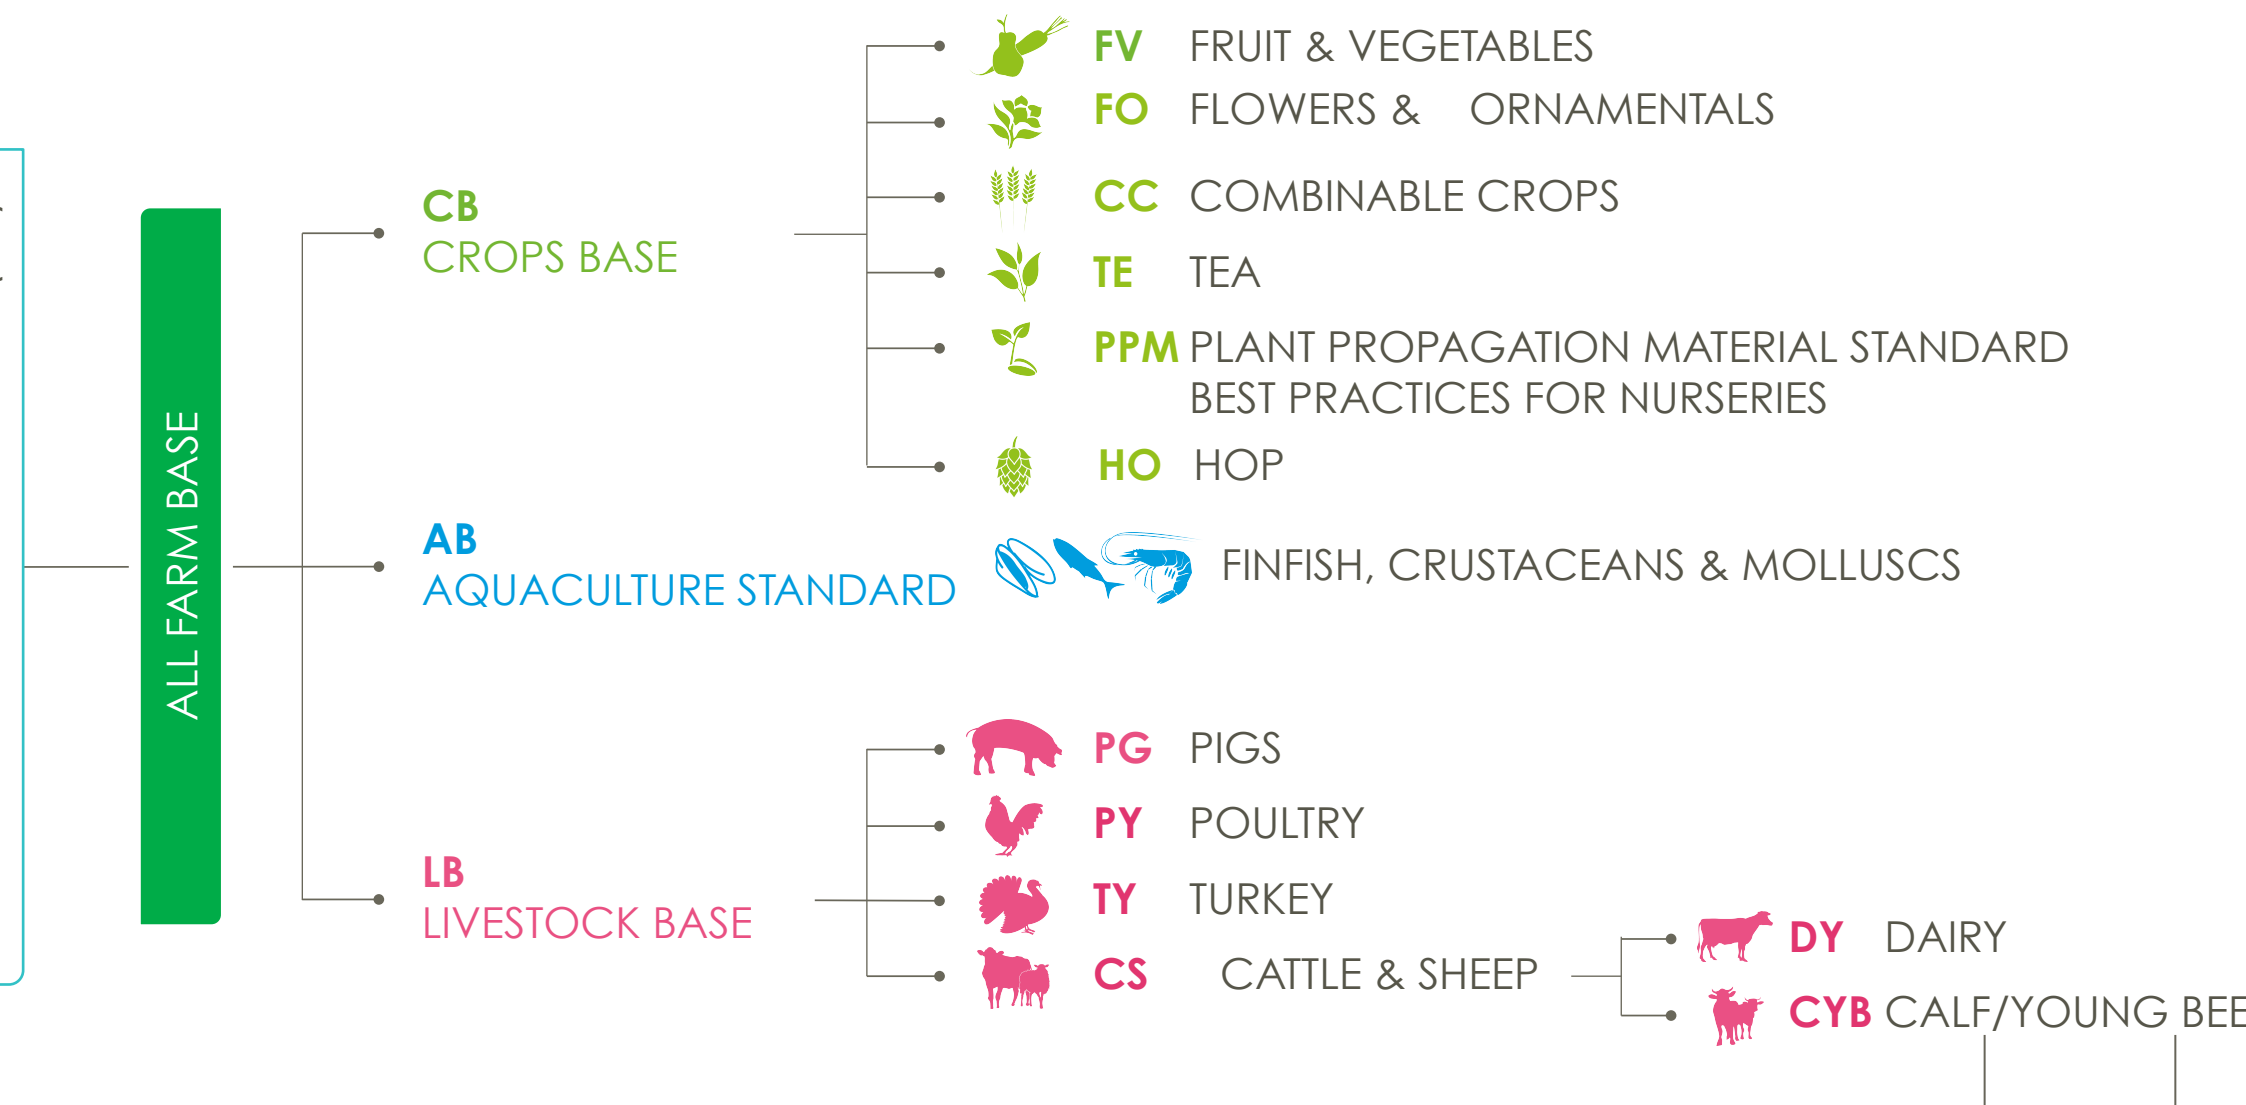 FV FRUIT & VEGETABLES
FO FLOWERS & ORNAMENTALS
CC COMBINABLE CROPS
TE TEA
PPM PLANT PROPAGATION MATERIAL STANDARD
BEST PRACTICES FOR NURSERIES
HO HOP
CB
CROPS BASE
ALL FARM BASE
AB
AQUACULTURE STANDARD
FINFISH, CRUSTACEANS & MOLLUSCS
LB
LIVESTOCK BASE
PG PIGS
PY POULTRY
TY TURKEY
CS CATTLE & SHEEP
DY DAIRY
CYB CALF/YOUNG